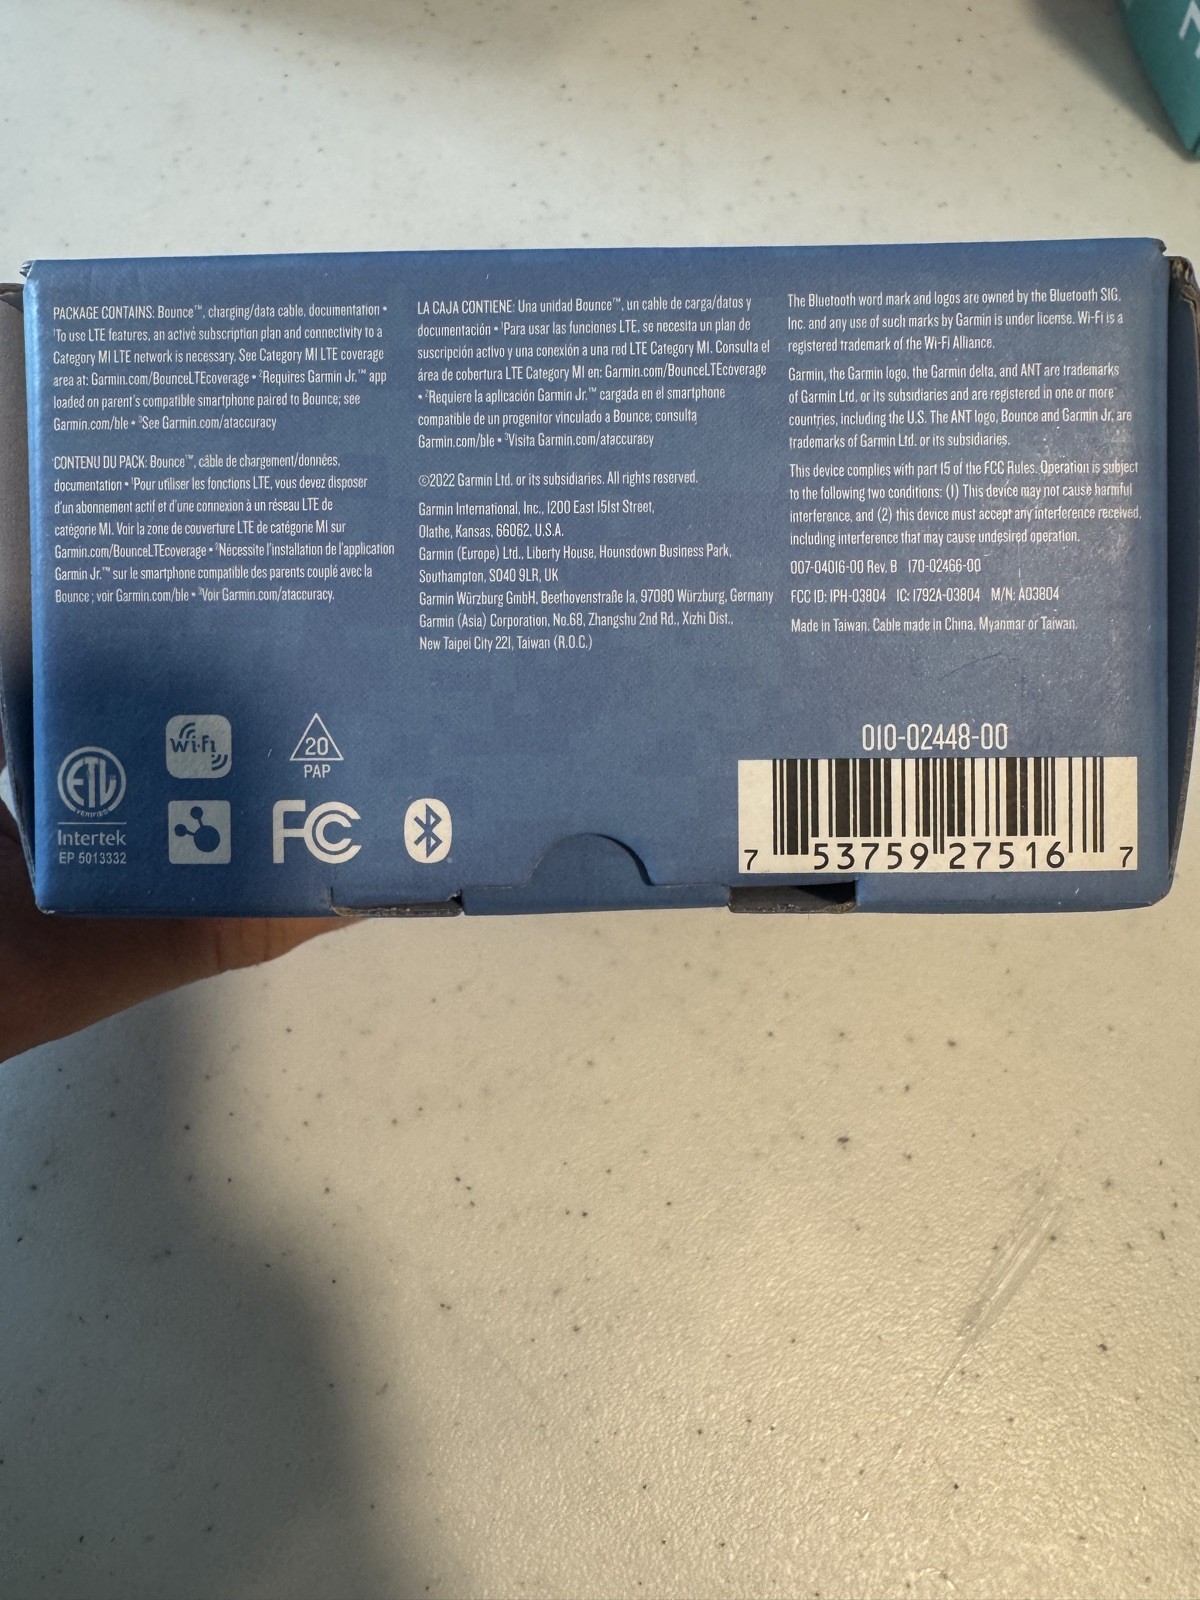 PACKAGE CONTAINS: Bounce™, charging/data cable, documentation •
¹To use LTE features, an active subscription plan and connectivity to a
Category M1 LTE network is necessary. See Category M1 LTE coverage
area at: Garmin.com/BounceLTEcoverage • ²Requires Garmin Jr.™ app
loaded on parent's compatible smartphone paired to Bounce; see
Garmin.com/ble • ³See Garmin.com/ataccuracy
CONTENU DU PACK: Bounce™, câble de chargement/données,
documentation • ¹Pour utiliser les fonctions LTE, vous devez disposer
d'un abonnement actif et d'une connexion à un réseau LTE de
catégorie M1. Voir la zone de couverture LTE de catégorie M1 sur
Garmin.com/BounceLTEcoverage • ²Nécessite l'installation de l'application
Garmin Jr.™ sur le smartphone compatible des parents couplé avec la
Bounce ; voir Garmin.com/ble • ³Voir Garmin.com/ataccuracy.
LA CAJA CONTIENE: Una unidad Bounce™, un cable de carga/datos y
documentación • ¹Para usar las funciones LTE, se necesita un plan de
suscripción activo y una conexión a una red LTE Category M1. Consulta el
área de cobertura LTE Category M1 en: Garmin.com/BounceLTEcoverage
• ²Requiere la aplicación Garmin Jr.™ cargada en el smartphone
compatible de un progenitor vinculado a Bounce; consulta
Garmin.com/ble • ³Visita Garmin.com/ataccuracy
©2022 Garmin Ltd. or its subsidiaries. All rights reserved.
Garmin International, Inc., 1200 East 151st Street,
Olathe, Kansas, 66062, U.S.A.
Garmin (Europe) Ltd., Liberty House, Hounsdown Business Park,
Southampton, SO40 9LR, UK
Garmin Würzburg GmbH, Beethovenstraße 1a, 97080 Würzburg, Germany
Garmin (Asia) Corporation, No.68, Zhangshu 2nd Rd., Xizhi Dist.,
New Taipei City 221, Taiwan (R.O.C.)
The Bluetooth word mark and logos are owned by the Bluetooth SIG,
Inc. and any use of such marks by Garmin is under license. Wi-Fi is a
registered trademark of the Wi-Fi Alliance.
Garmin, the Garmin logo, the Garmin delta, and ANT are trademarks
of Garmin Ltd. or its subsidiaries and are registered in one or more
countries, including the U.S. The ANT logo, Bounce and Garmin Jr. are
trademarks of Garmin Ltd. or its subsidiaries.
This device complies with part 15 of the FCC Rules. Operation is subject
to the following two conditions: (1) This device may not cause harmful
interference, and (2) this device must accept any interference received,
including interference that may cause undesired operation.
007-04016-00 Rev. B 170-02466-00
FCC ID: IPH-03804 IC: 1792A-03804 M/N: A03804
Made in Taiwan. Cable made in China, Myanmar or Taiwan.
ETL
VERIFIED
Intertek
EP 5013332
Wi-Fi
20
PAP
FC
010-02448-00
7 53759 27516 7